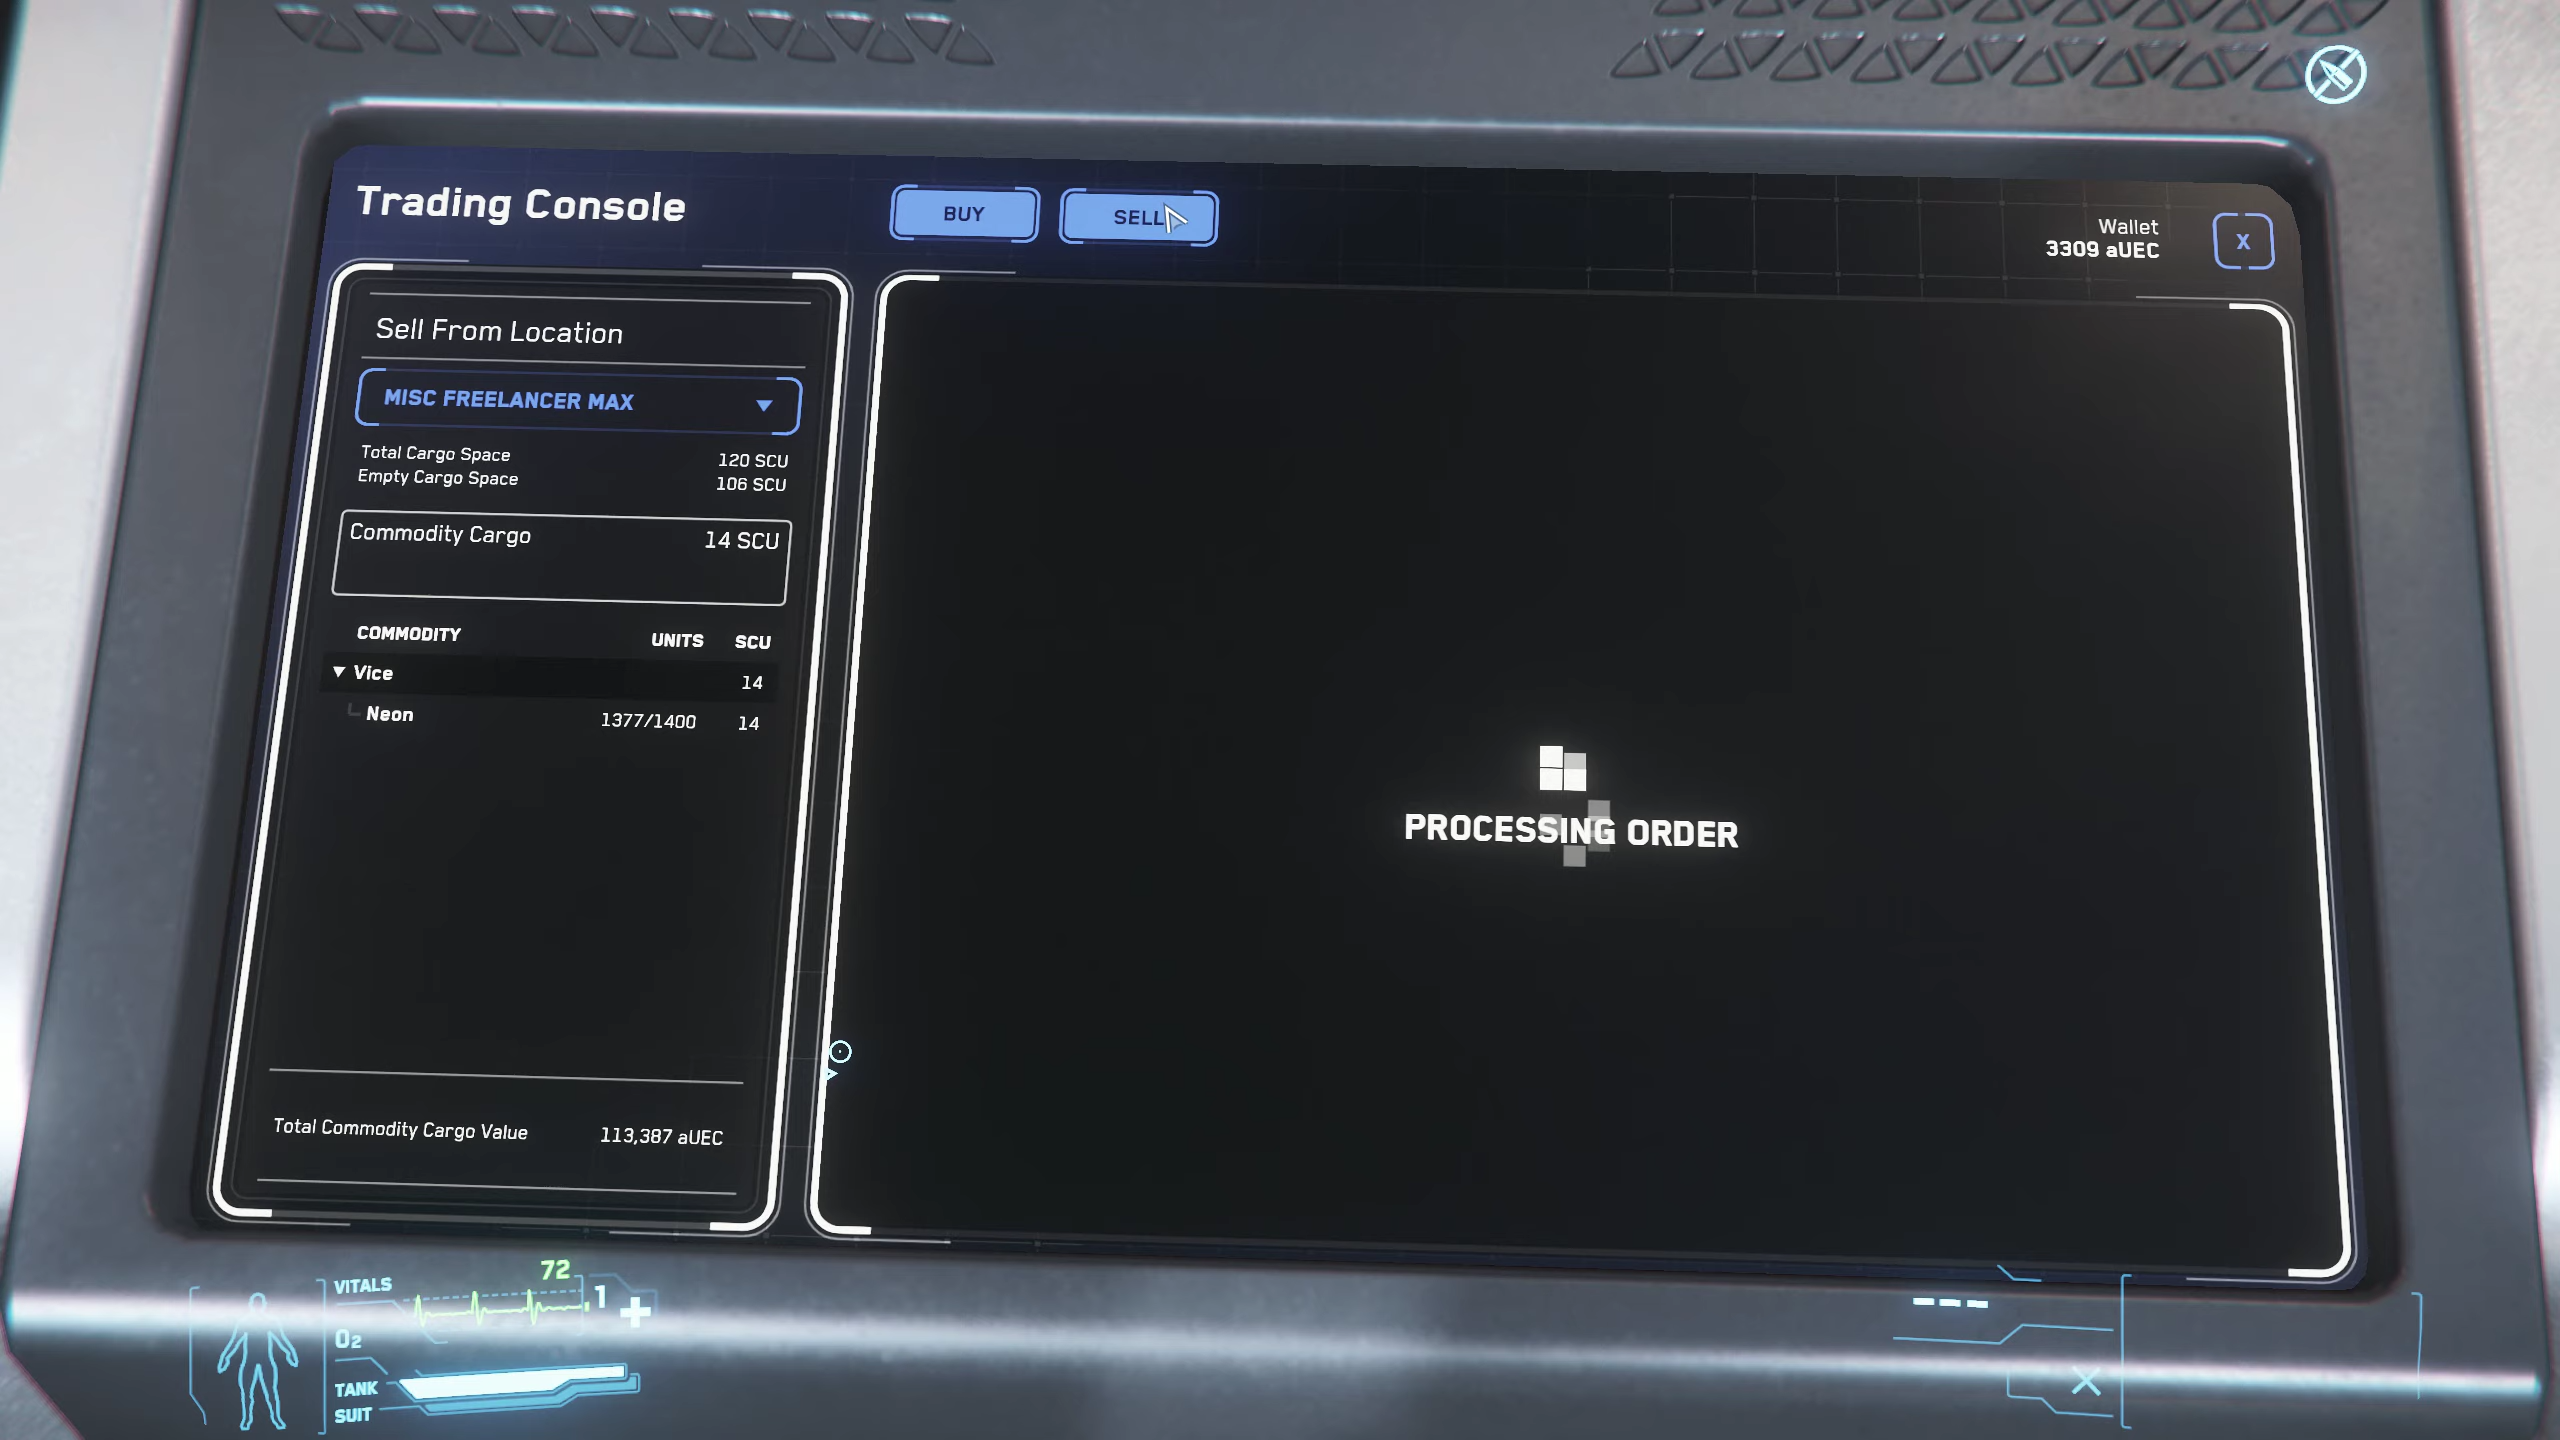 Trading Console
BUY
SELL
Wallet
3309 aUEC
X
Sell From Location
MISC FREELANCER MAX
Total Cargo Space 120 SCU
Empty Cargo Space 106 SCU
Commodity Cargo 14 SCU
COMMODITY UNITS SCU
Vice 14
Neon 1377/1400 14
PROCESSING ORDER
Total Commodity Cargo Value 113,387 aUEC
72
VITALS
1
O2
TANK
SUIT